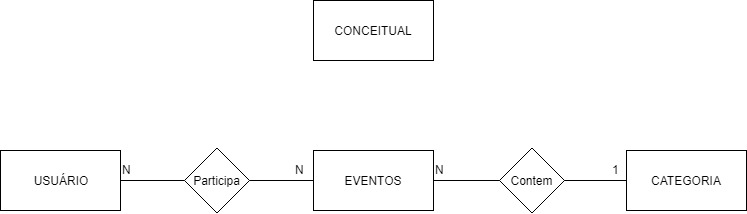 CONCEITUAL
USUÁRIO
N
Participa
N
EVENTOS
N
Contem
1
CATEGORIA